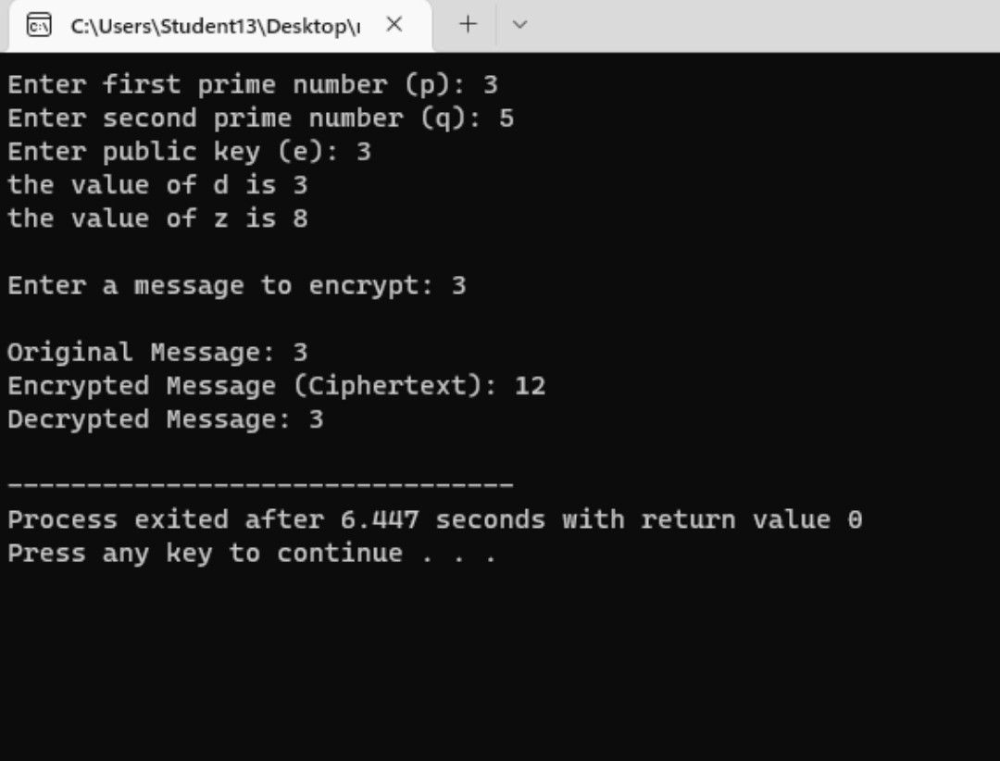 C:\Users\Student13\Desktop\
Enter first prime number (p): 3
Enter second prime number (q): 5
Enter public key (e): 3
the value of d is 3
the value of z is 8
Enter a message to encrypt: 3
Original Message: 3
Encrypted Message (Ciphertext): 12
Decrypted Message: 3
--------------------------------
Process exited after 6.447 seconds with return value 0
Press any key to continue . . .